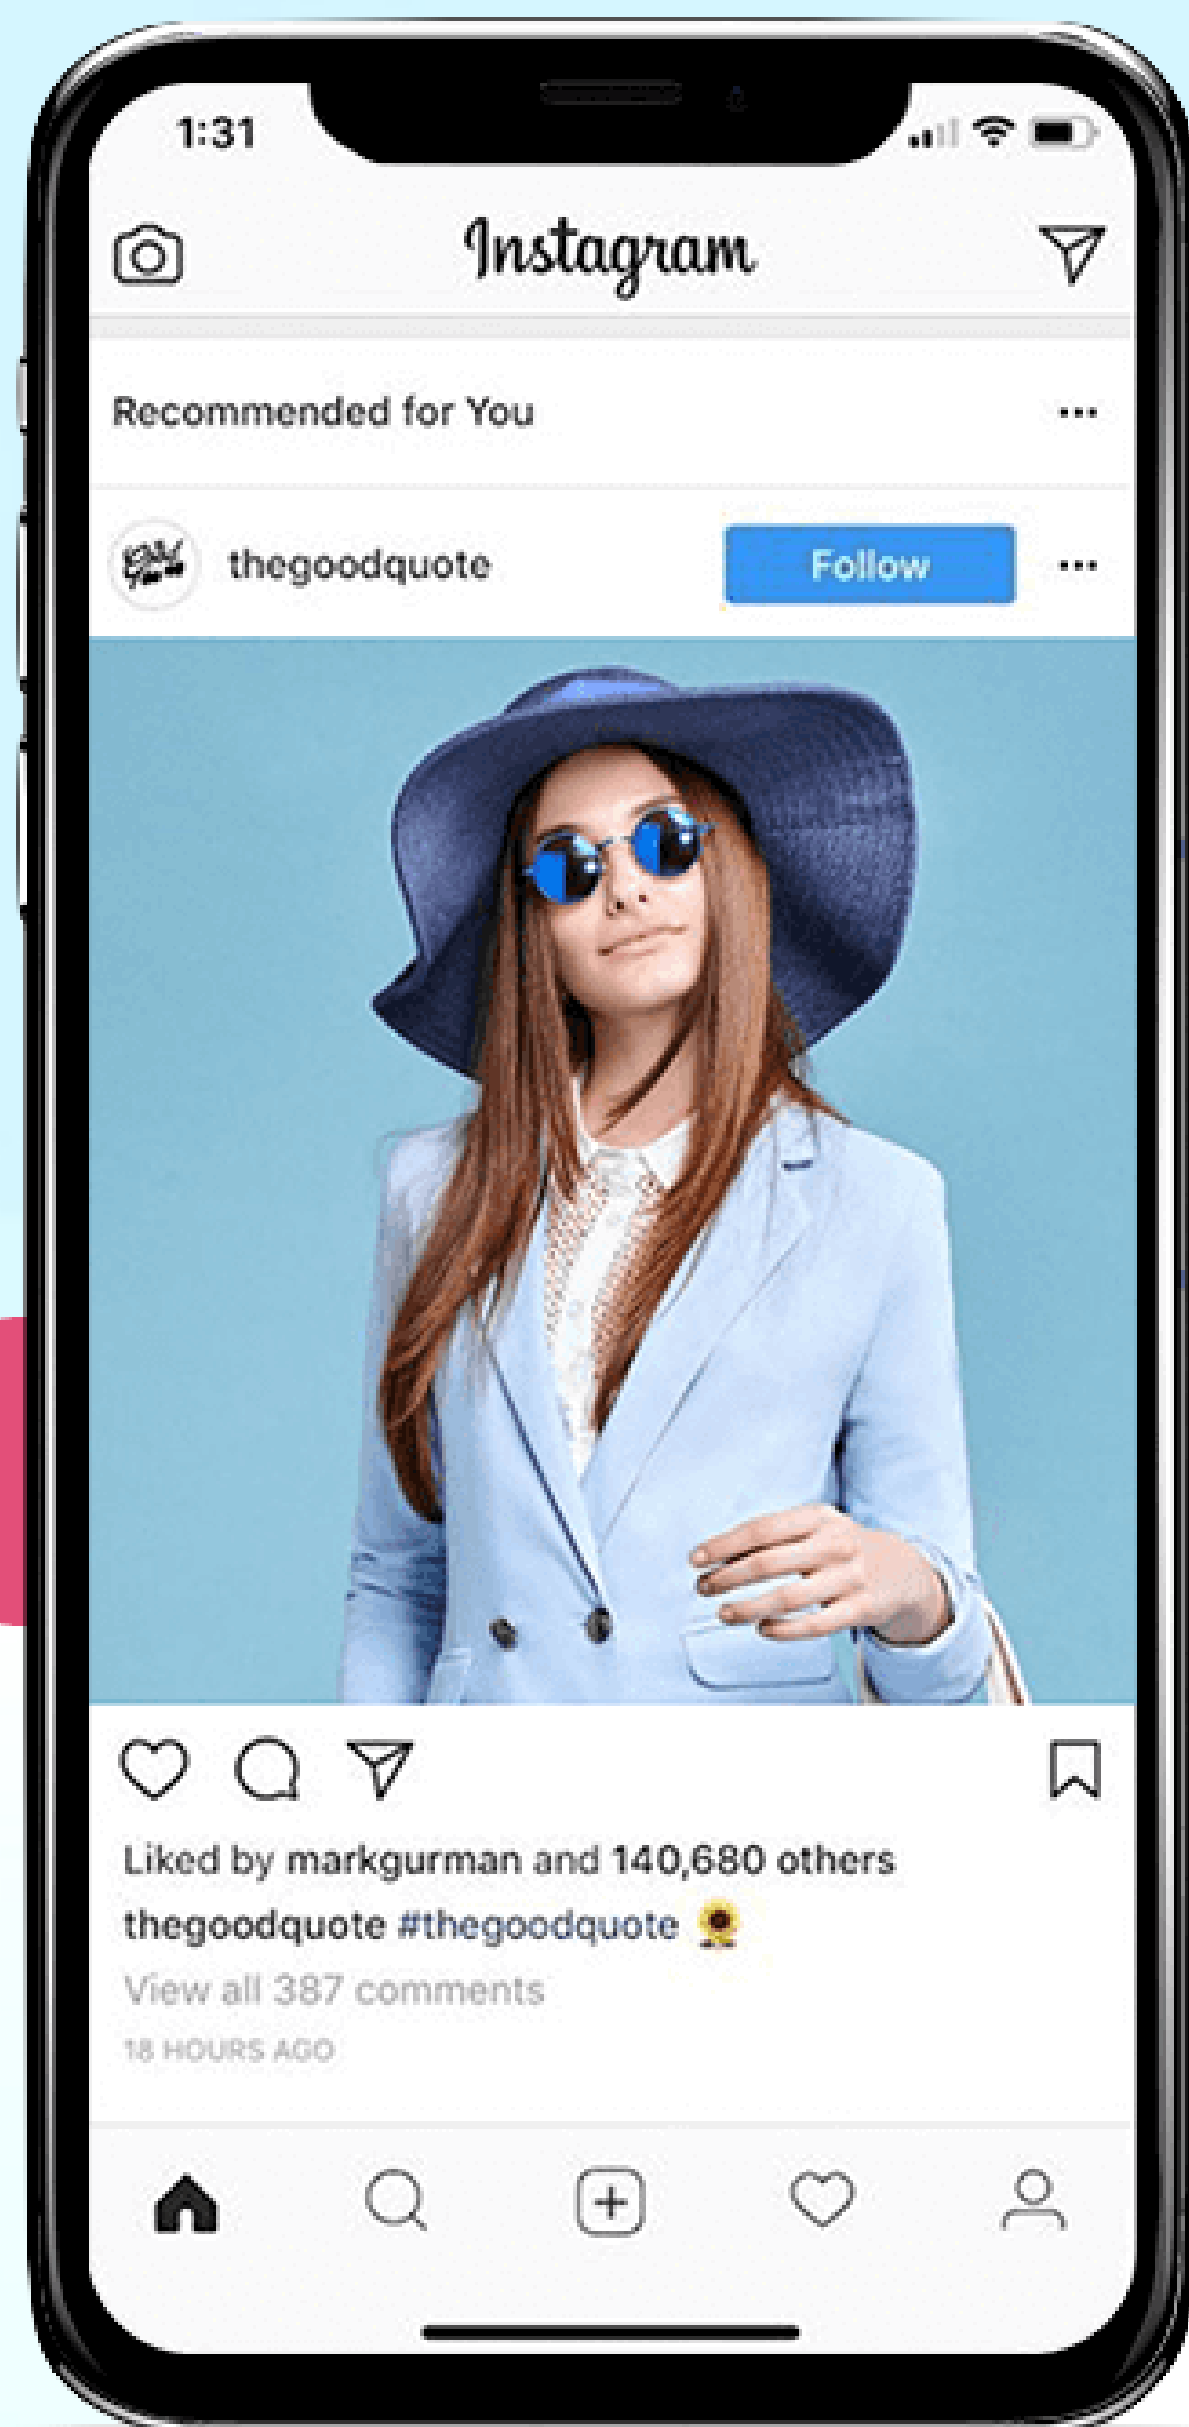 1:31
Instagram
Recommended for You
thegoodquote
Follow
Liked by markgurman and 140,680 others
thegoodquote #thegoodquote 🌻
View all 387 comments
18 HOURS AGO